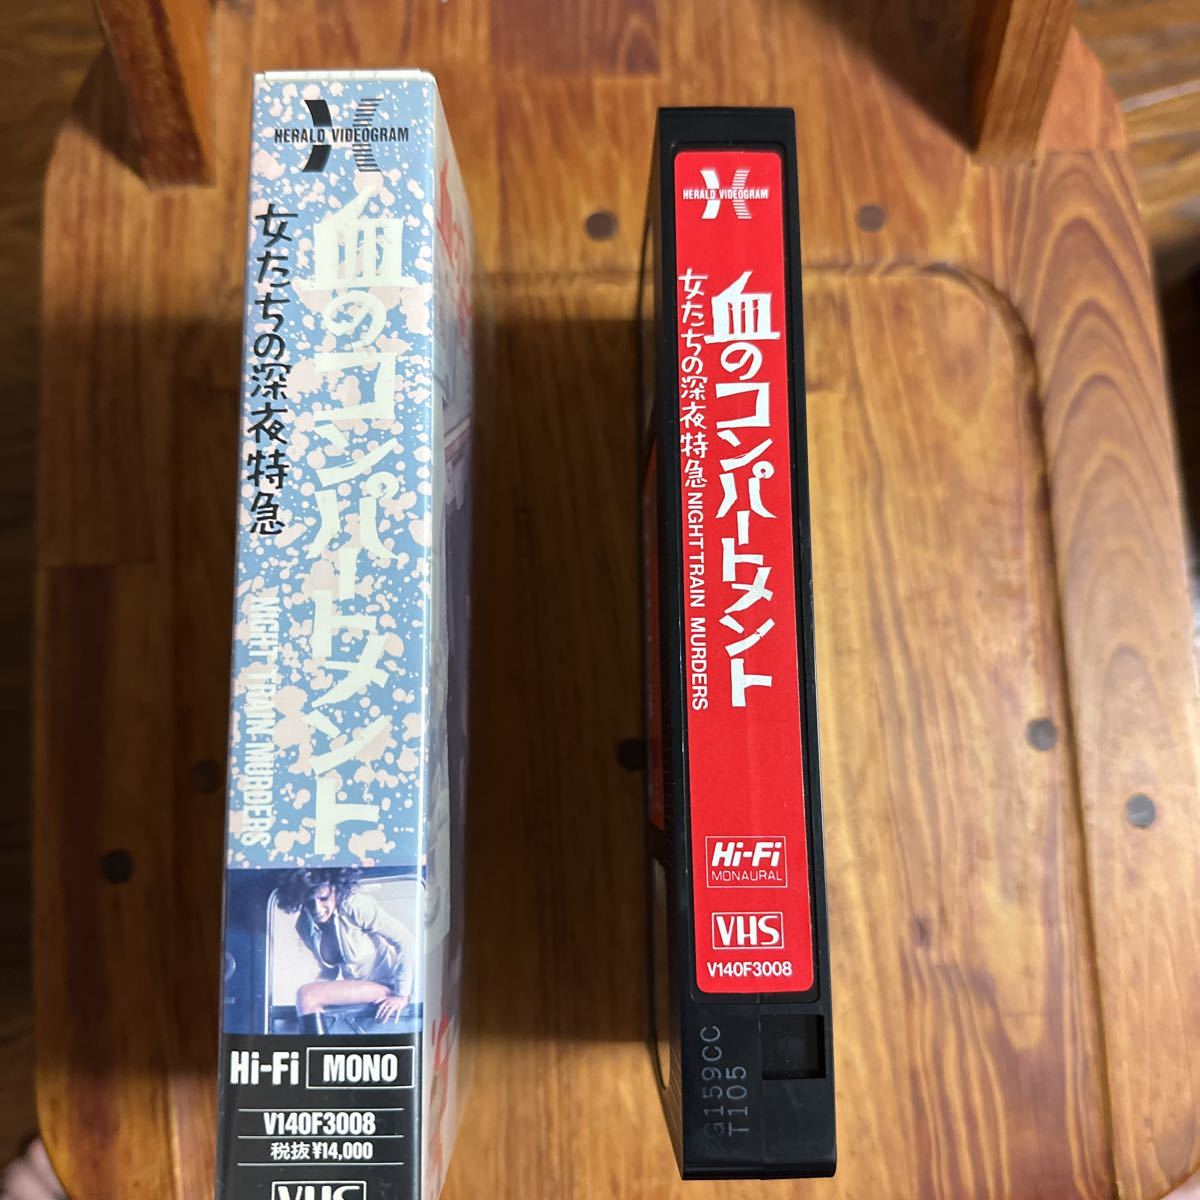 HERALD VIDEOGRAM
血のコンパートメント
女たちの深夜特急
NIGHT TRAIN MURDERS
Hi-Fi MONO
V140F3008
税抜¥14,000
VHS
HERALD VIDEOGRAM
血のコンパートメント
女たちの深夜特急 NIGHT TRAIN MURDERS
Hi-Fi
MONAURAL
VHS
V140F3008
T105